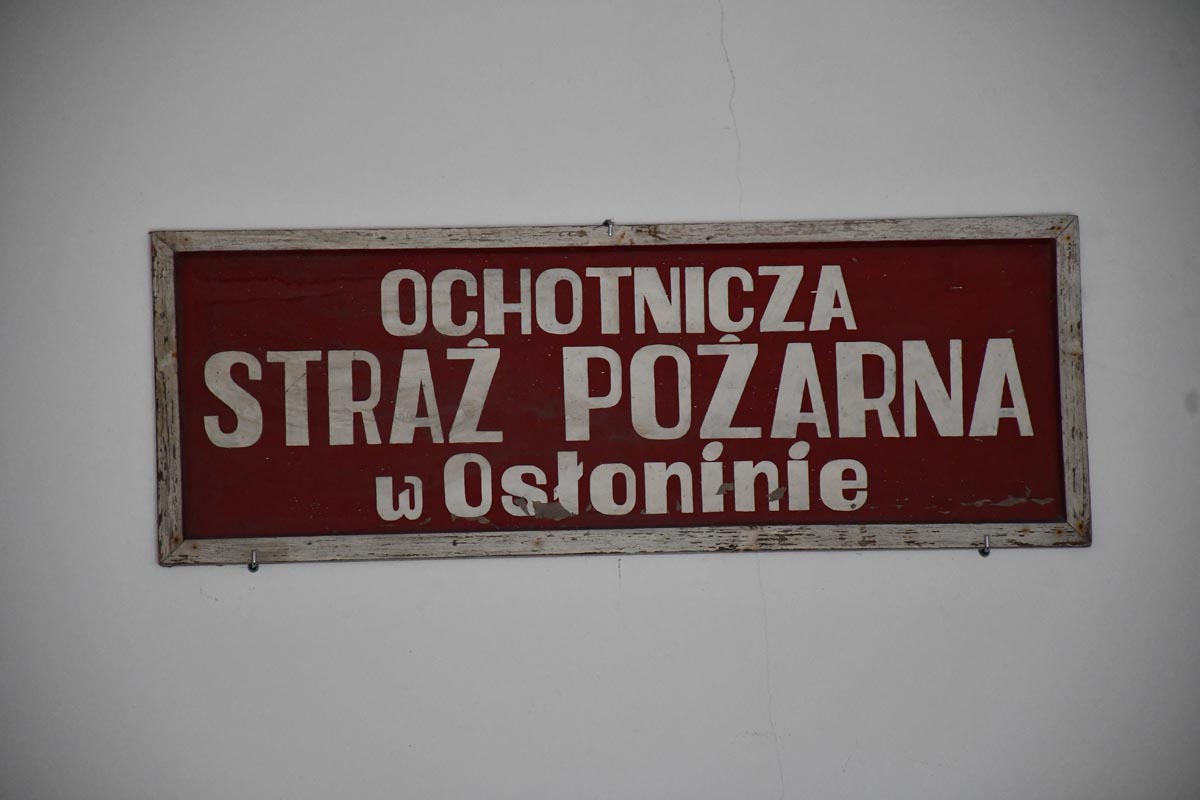 OCHOTNICZA
STRAŻ POŻARNA
w Osłoninie